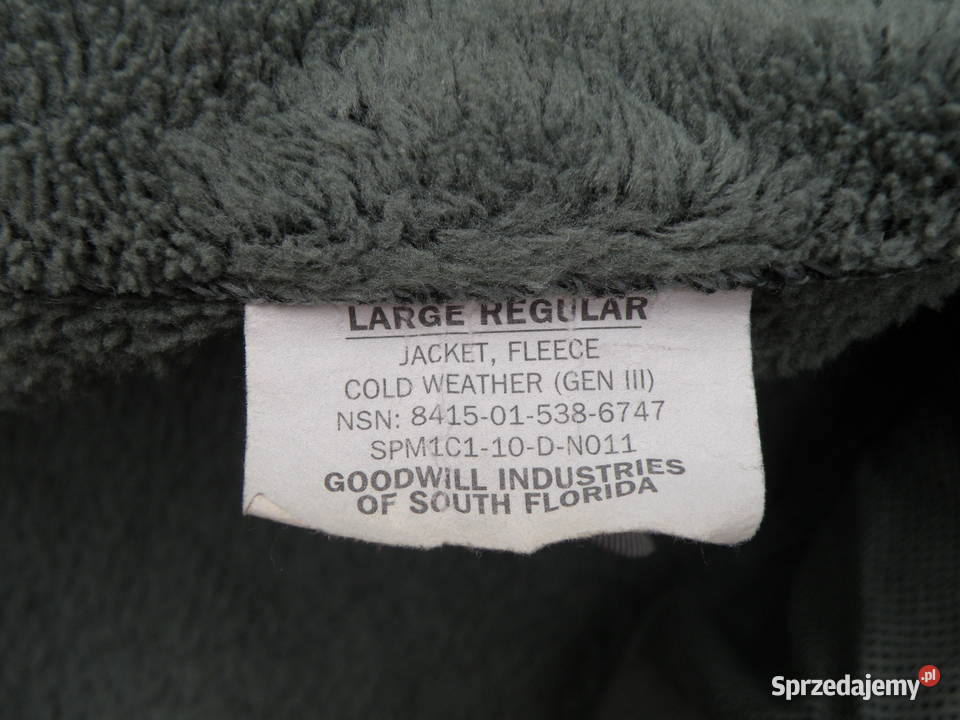 LARGE REGULAR
JACKET, FLEECE
COLD WEATHER (GEN III)
NSN: 8415-01-538-6747
SPM1C1-10-D-N011
GOODWILL INDUSTRIES
OF SOUTH FLORIDA
Sprzedajemy.pl